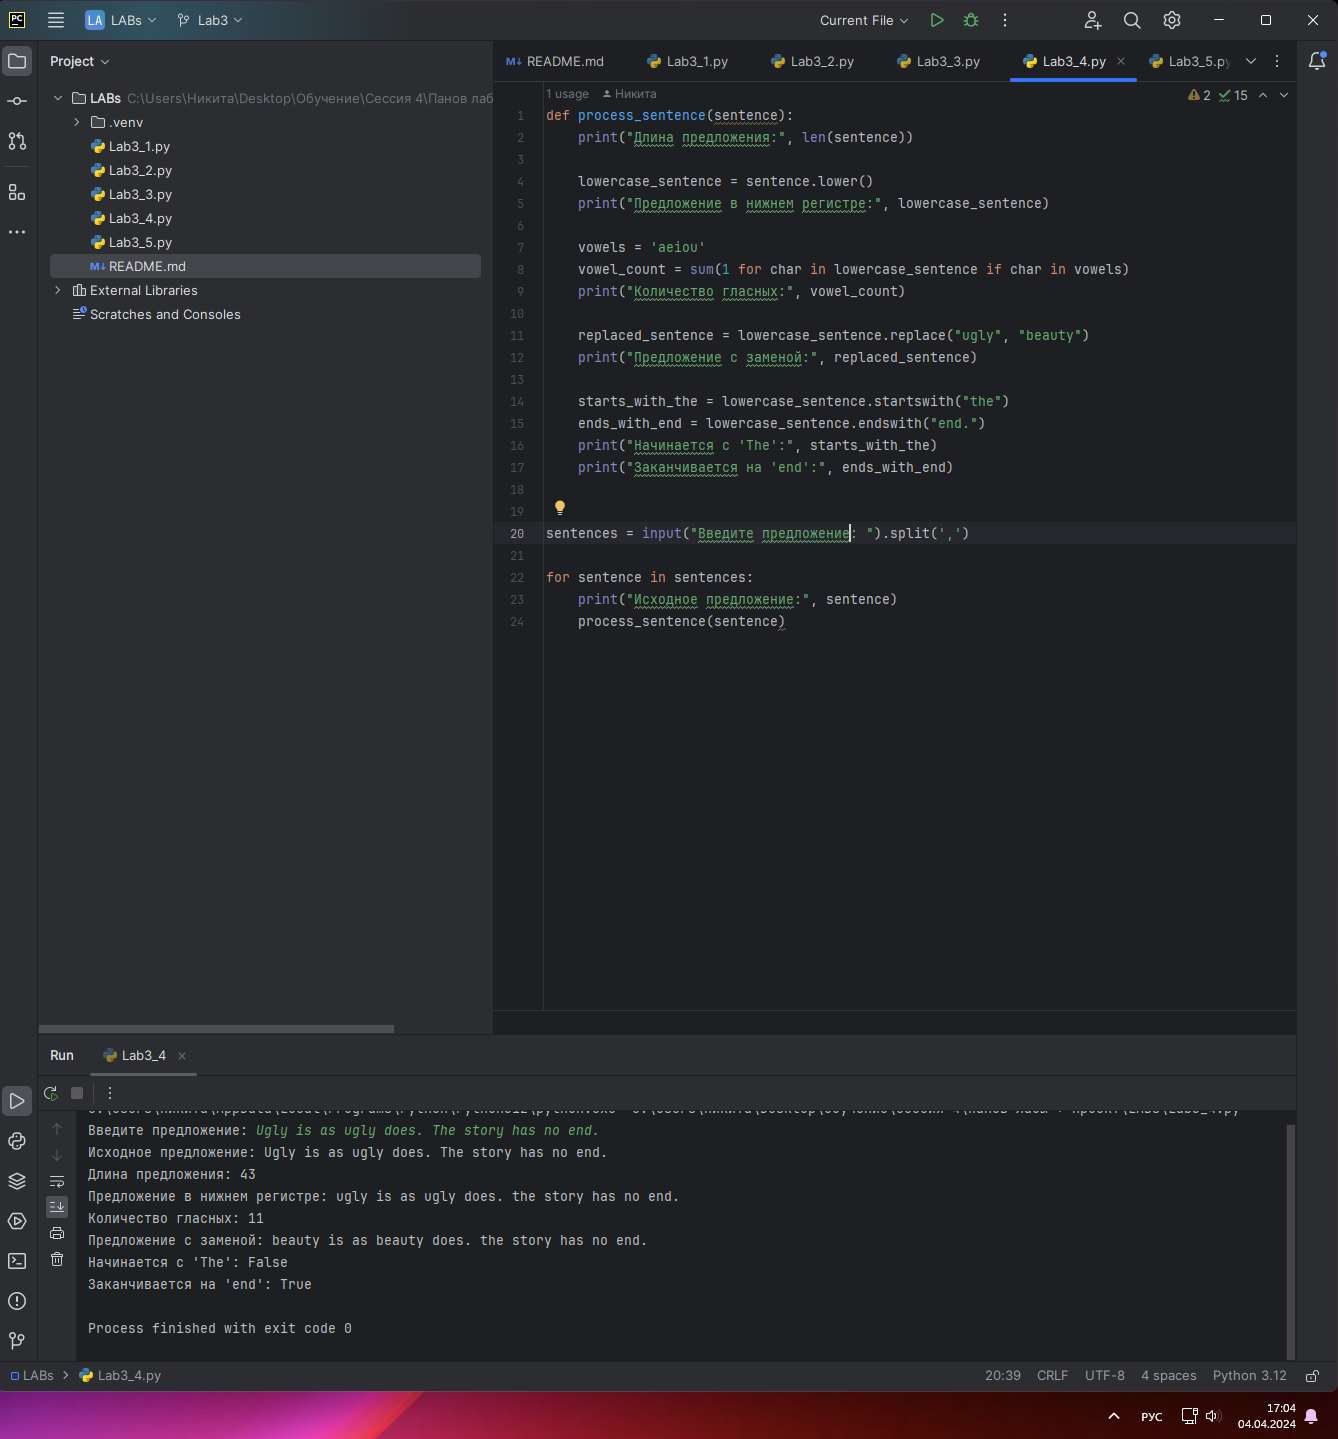 PC
LA LABs
Lab3
Current File
Project
README.md
Lab3_1.py
Lab3_2.py
Lab3_3.py
Lab3_4.py
Lab3_5.py
LABs C:\Users\Никита\Desktop\Обучение\Сессия 4\Панов лаб
.venv
Lab3_1.py
Lab3_2.py
Lab3_3.py
Lab3_4.py
Lab3_5.py
README.md
External Libraries
Scratches and Consoles
1 usage Никита
2 15
1 def process_sentence(sentence):
2 print("Длина предложения:", len(sentence))
3
4 lowercase_sentence = sentence.lower()
5 print("Предложение в нижнем регистре:", lowercase_sentence)
6
7 vowels = 'aeiou'
8 vowel_count = sum(1 for char in lowercase_sentence if char in vowels)
9 print("Количество гласных:", vowel_count)
10
11 replaced_sentence = lowercase_sentence.replace("ugly", "beauty")
12 print("Предложение с заменой:", replaced_sentence)
13
14 starts_with_the = lowercase_sentence.startswith("the")
15 ends_with_end = lowercase_sentence.endswith("end.")
16 print("Начинается с 'The':", starts_with_the)
17 print("Заканчивается на 'end':", ends_with_end)
18
19
20 sentences = input("Введите предложение: ").split(',')
21
22 for sentence in sentences:
23 print("Исходное предложение:", sentence)
24 process_sentence(sentence)
Run
Lab3_4
Введите предложение: Ugly is as ugly does. The story has no end.
Исходное предложение: Ugly is as ugly does. The story has no end.
Длина предложения: 43
Предложение в нижнем регистре: ugly is as ugly does. the story has no end.
Количество гласных: 11
Предложение с заменой: beauty is as beauty does. the story has no end.
Начинается с 'The': False
Заканчивается на 'end': True
Process finished with exit code 0
LABs
Lab3_4.py
20:39 CRLF UTF-8 4 spaces Python 3.12
РУС
17:04
04.04.2024